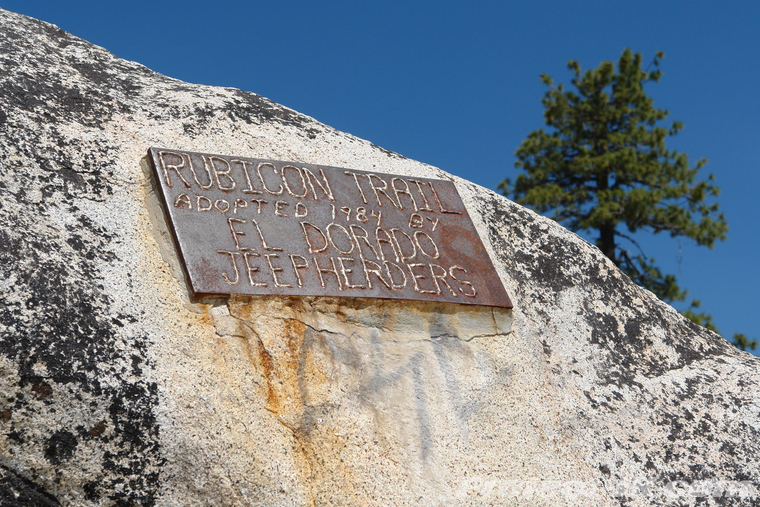 RUBICON TRAIL
ADOPTED 1984 BY
EL DORADO
JEEPHERDERS